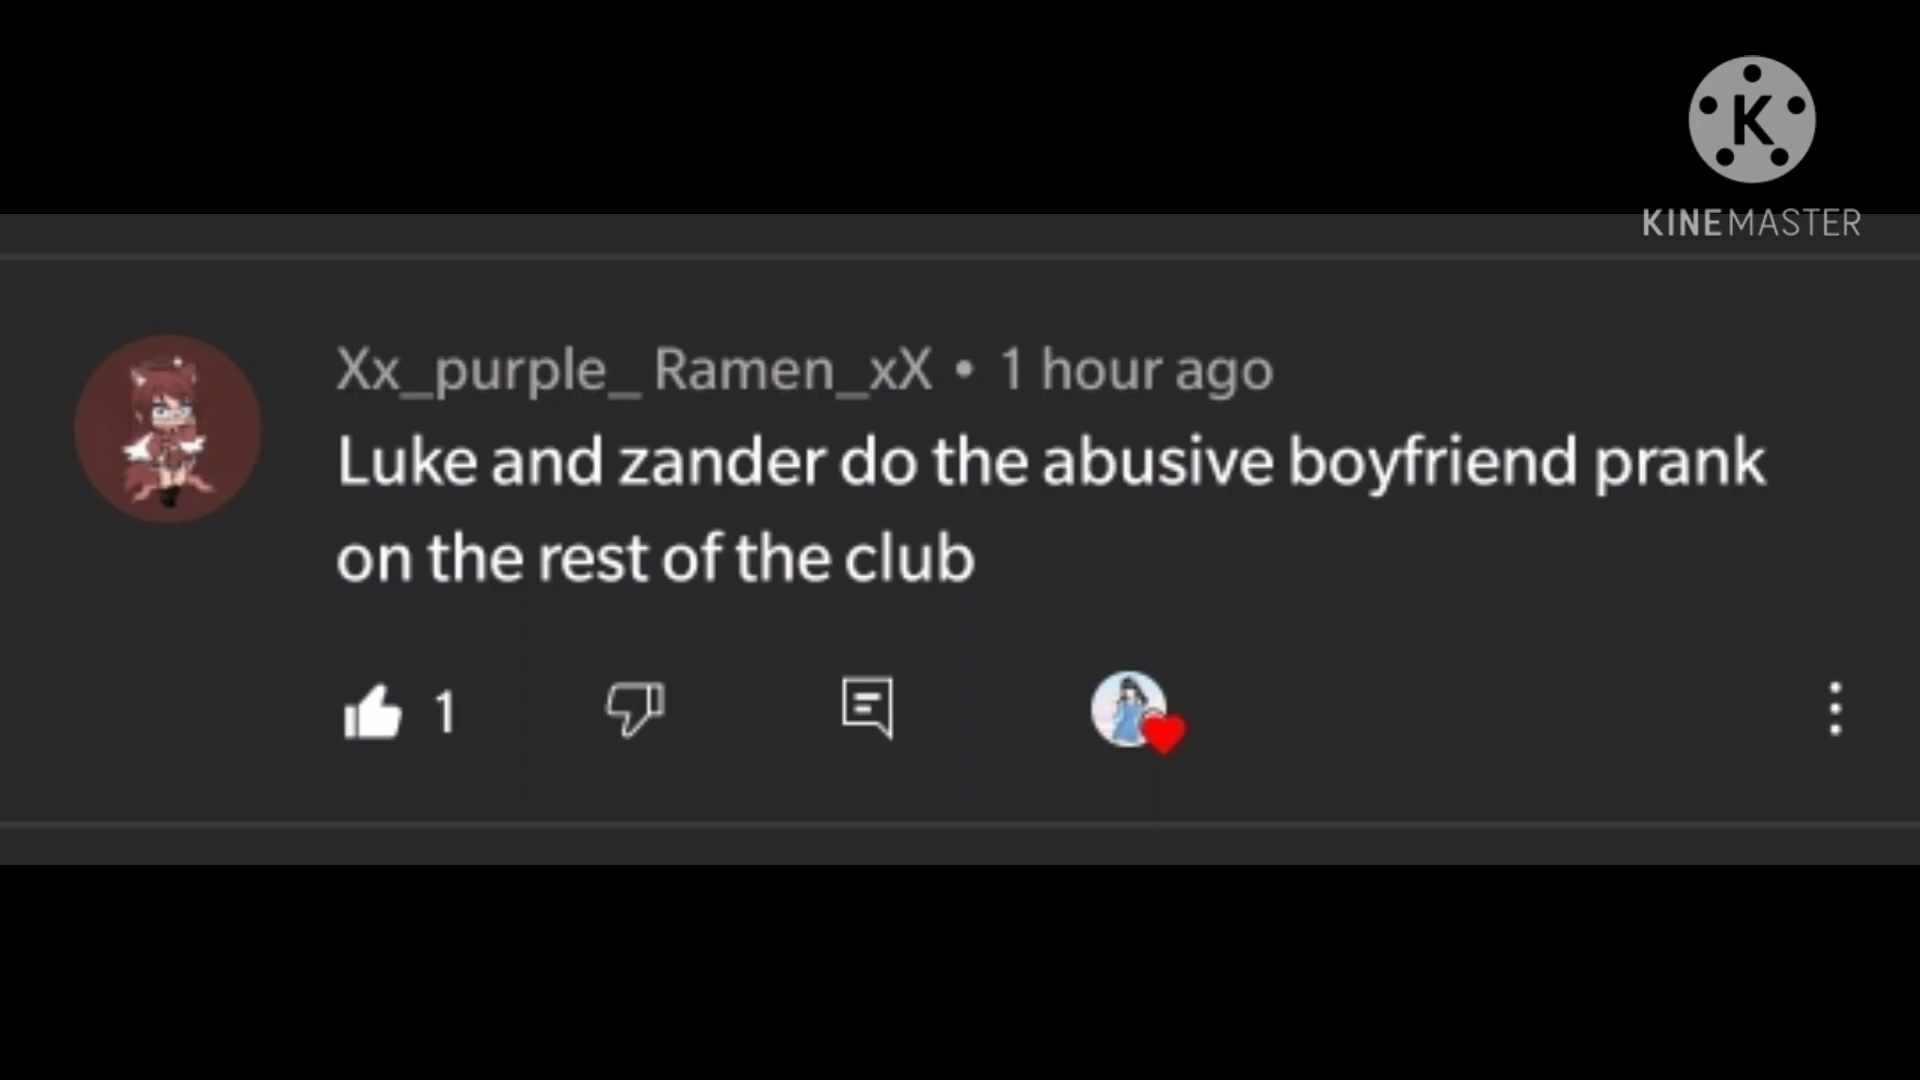 K
KINEMASTER
Xx_purple_ Ramen_xX • 1 hour ago
Luke and zander do the abusive boyfriend prank
on the rest of the club
1